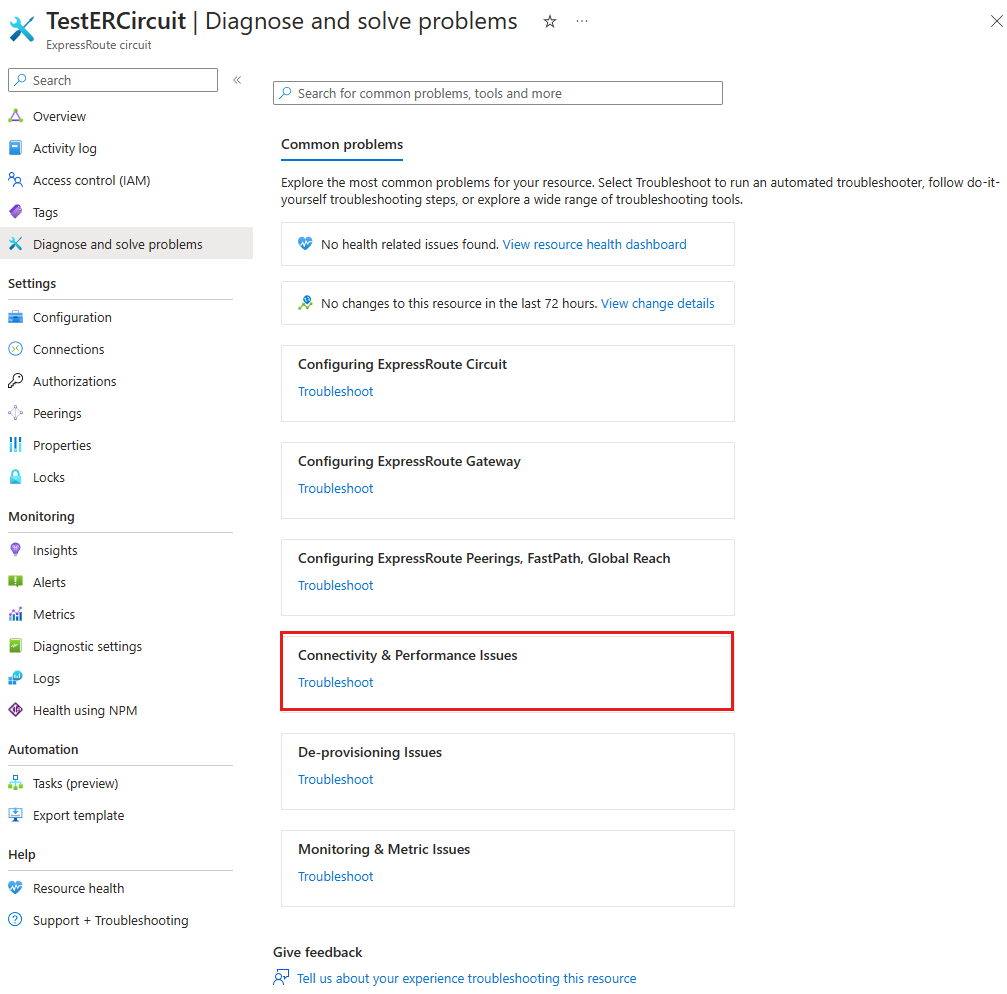 TestERCircuit | Diagnose and solve problems
ExpressRoute circuit
Search
Overview
Activity log
Access control (IAM)
Tags
Diagnose and solve problems
Settings
Configuration
Connections
Authorizations
Peerings
Properties
Locks
Monitoring
Insights
Alerts
Metrics
Diagnostic settings
Logs
Health using NPM
Automation
Tasks (preview)
Export template
Help
Resource health
Support + Troubleshooting
Search for common problems, tools and more
Common problems
Explore the most common problems for your resource. Select Troubleshoot to run an automated troubleshooter, follow do-it-
yourself troubleshooting steps, or explore a wide range of troubleshooting tools.
No health related issues found. View resource health dashboard
No changes to this resource in the last 72 hours. View change details
Configuring ExpressRoute Circuit
Troubleshoot
Configuring ExpressRoute Gateway
Troubleshoot
Configuring ExpressRoute Peerings, FastPath, Global Reach
Troubleshoot
Connectivity & Performance Issues
Troubleshoot
De-provisioning Issues
Troubleshoot
Monitoring & Metric Issues
Troubleshoot
Give feedback
Tell us about your experience troubleshooting this resource